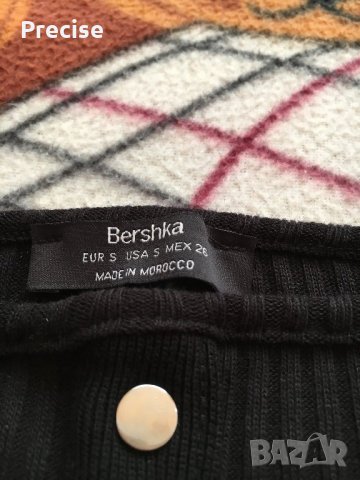 Precise
Bershka
EUR S USA S MEX 26
MADE IN MOROCCO
BAZAR